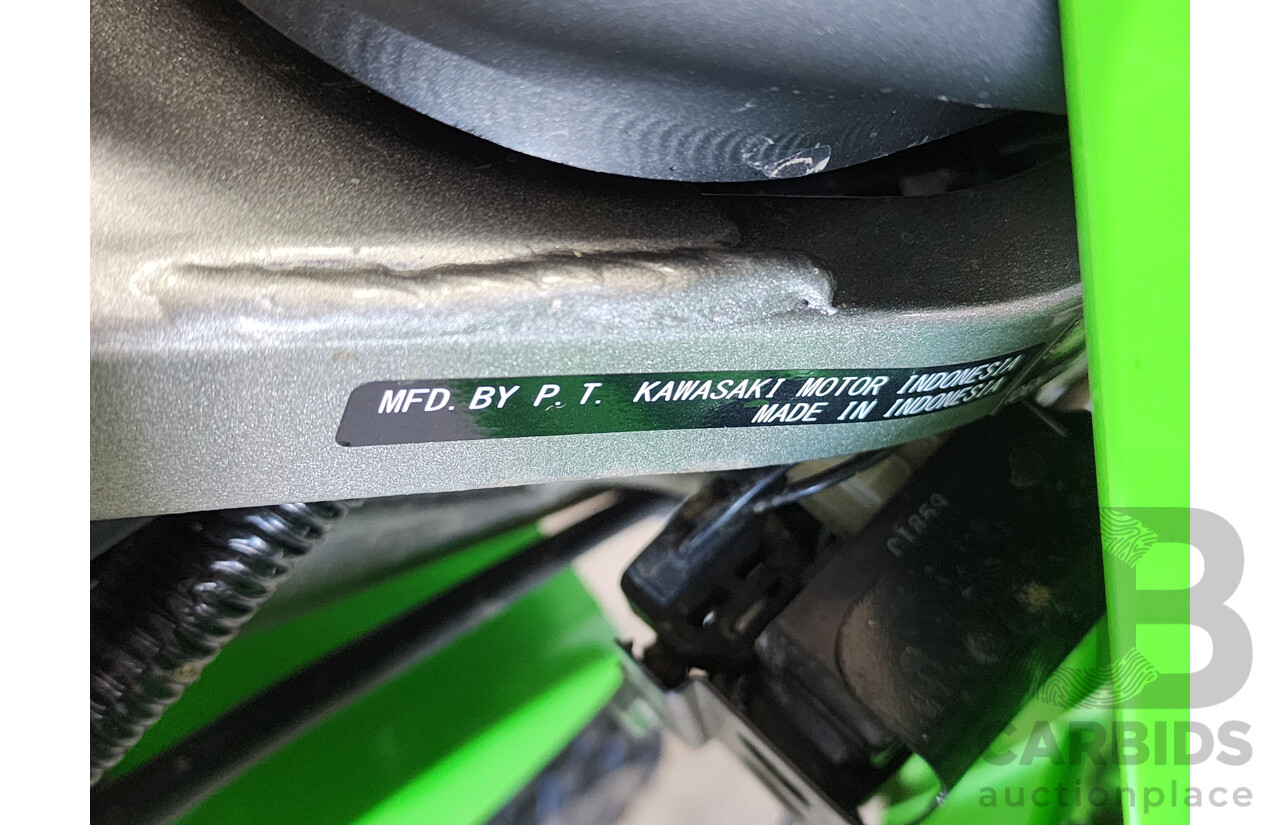 MFD. BY P. T. KAWASAKI MOTOR INDONESIA
MADE IN INDONESIA
B
CARBIDS
auctionplace